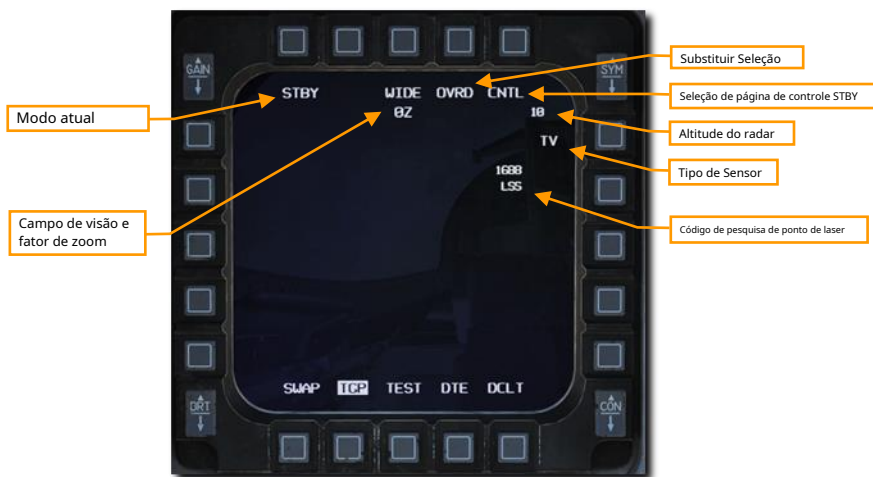 Substituir Seleção
GAIN
SYM
STBY
WIDE
OVRD
CNTL
Seleção de página de controle STBY
Modo atual
0Z
10
Altitude do radar
TV
Tipo de Sensor
1688
LSS
Campo de visão e
fator de zoom
Código de pesquisa de ponto de laser
SWAP
TGP
TEST
DTE
DCLT
BRT
CON